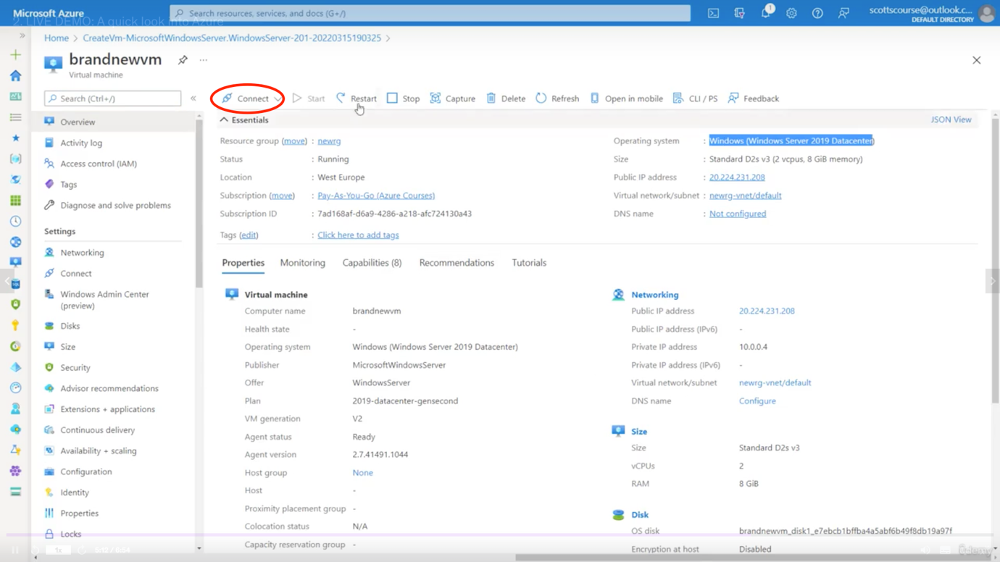 Microsoft Azure
Search resources, services, and docs (G+/)
1
scottscourse@outlook.c...
DEFAULT DIRECTORY
2. LIVE DEMO: A quick look into Azure
Home > CreateVm-MicrosoftWindowsServer.WindowsServer-201-20220315190325 >
brandnewvm
Virtual machine
Search (Ctrl+/)
Connect
Start
Restart
Stop
Capture
Delete
Refresh
Open in mobile
CLI / PS
Feedback
Overview
Activity log
Access control (IAM)
Tags
Diagnose and solve problems
Settings
Networking
Connect
Windows Admin Center
(preview)
Disks
Size
Security
Advisor recommendations
Extensions + applications
Continuous delivery
Availability + scaling
Configuration
Identity
Properties
Locks
Essentials
JSON View
Resource group (move) : newrg
Status : Running
Location : West Europe
Subscription (move) : Pay-As-You-Go (Azure Courses)
Subscription ID : 7ad168af-d6a9-4286-a218-afc724130a43
Tags (edit) : Click here to add tags
Operating system : Windows (Windows Server 2019 Datacenter)
Size : Standard D2s v3 (2 vcpus, 8 GiB memory)
Public IP address : 20.224.231.208
Virtual network/subnet : newrg-vnet/default
DNS name : Not configured
Properties
Monitoring
Capabilities (8)
Recommendations
Tutorials
Virtual machine
Computer name brandnewvm
Health state -
Operating system Windows (Windows Server 2019 Datacenter)
Publisher MicrosoftWindowsServer
Offer WindowsServer
Plan 2019-datacenter-gensecond
VM generation V2
Agent status Ready
Agent version 2.7.41491.1044
Host group None
Host -
Proximity placement group -
Colocation status N/A
Capacity reservation group -
Networking
Public IP address 20.224.231.208
Public IP address (IPv6) -
Private IP address 10.0.0.4
Private IP address (IPv6) -
Virtual network/subnet newrg-vnet/default
DNS name Configure
Size
Size Standard D2s v3
vCPUs 2
RAM 8 GiB
Disk
OS disk brandnewvm_disk1_e7ebcb1bffba4a5abf6b49f8db19a97f
Encryption at host Disabled
1x
5:12 / 6:54
Udemy